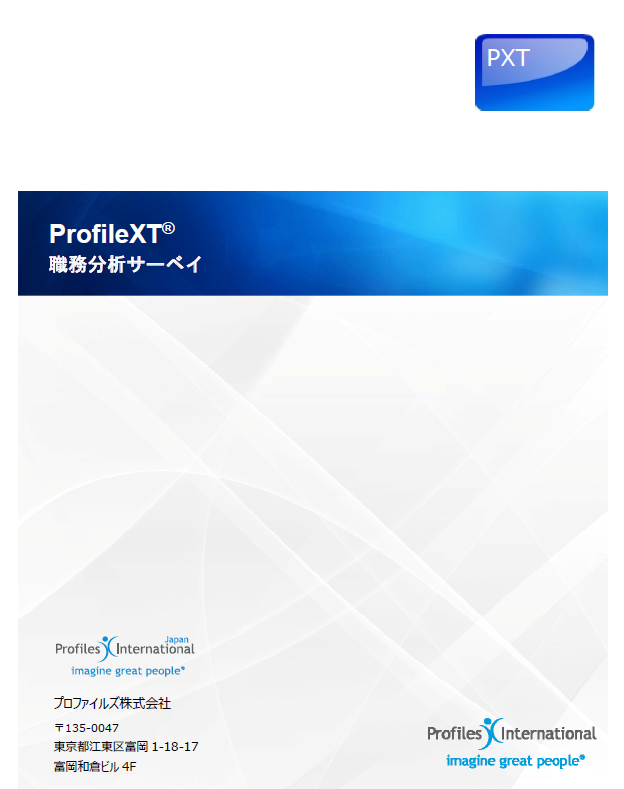 PXT
ProfileXT®
職務分析サーベイ
Japan
Profiles International
imagine great people®
プロファイルズ株式会社
〒135-0047
東京都江東区富岡 1-18-17
富岡和倉ビル 4F
Profiles International
imagine great people®